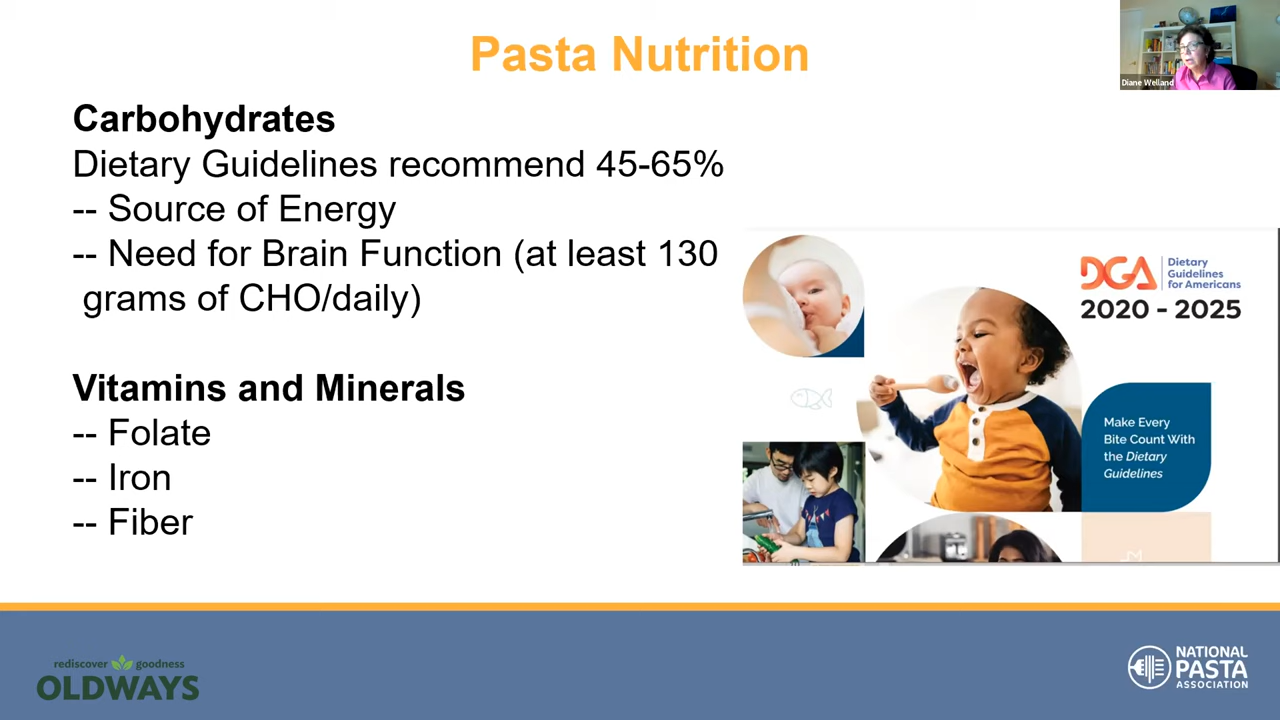 Pasta Nutrition
Diane Welland
Carbohydrates
Dietary Guidelines recommend 45-65%
-- Source of Energy
-- Need for Brain Function (at least 130
grams of CHO/daily)
Vitamins and Minerals
-- Folate
-- Iron
-- Fiber
DGA
Dietary
Guidelines
for Americans
2020 - 2025
Make Every
Bite Count With
the Dietary
Guidelines
rediscover goodness
OLDWAYS
NATIONAL
PASTA
ASSOCIATION